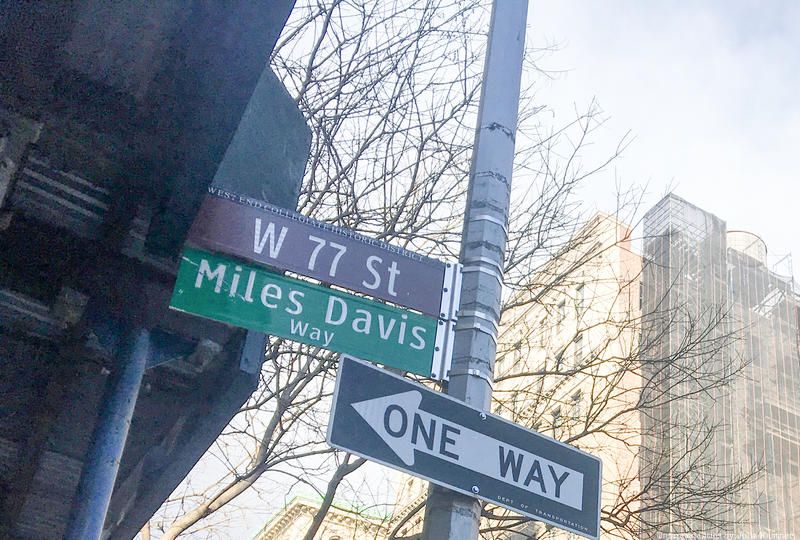 WEST END COLLEGIATE HISTORIC DISTRICT
W 77 St
Miles Davis
Way
ONE WAY
DEPT OF TRANSPORTATION